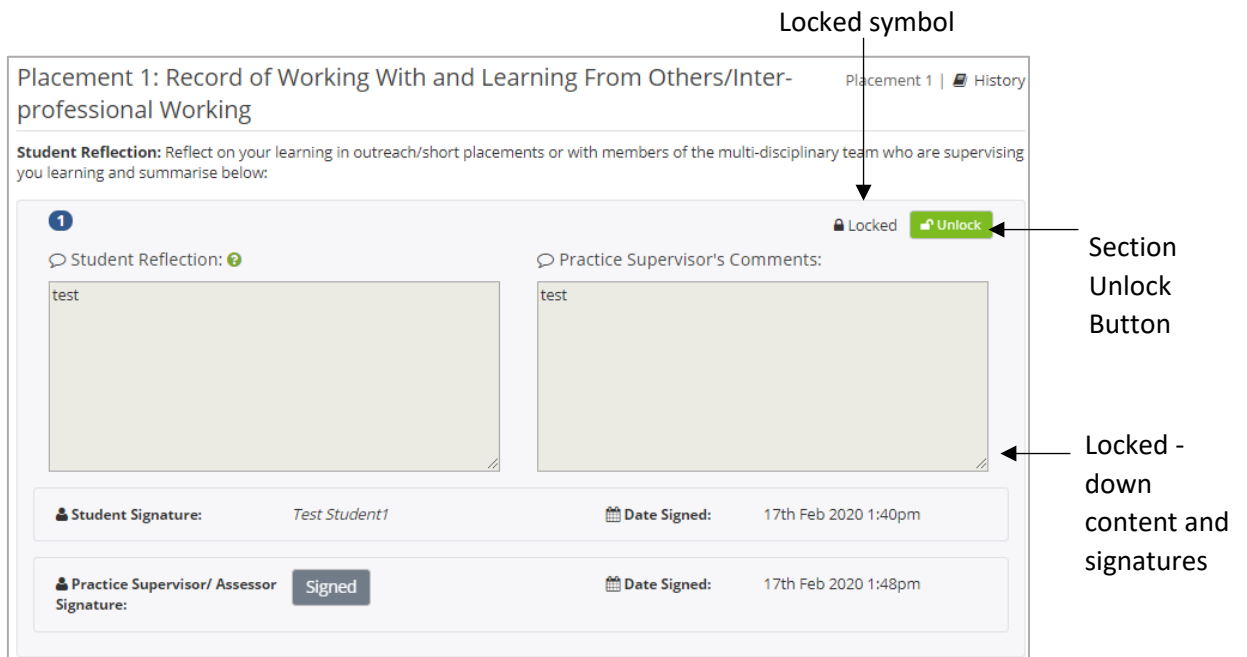 Locked symbol
Placement 1: Record of Working With and Learning From Others/Inter-
professional Working
Placement 1 | History
Student Reflection: Reflect on your learning in outreach/short placements or with members of the multi-disciplinary team who are supervising
you learning and summarise below:
1
Locked
Unlock
Section
Unlock
Button
Student Reflection: ?
Practice Supervisor's Comments:
test
test
Locked -
down
content and
signatures
Student Signature: Test Student1 Date Signed: 17th Feb 2020 1:40pm
Practice Supervisor/ Assessor
Signature:
Signed
Date Signed: 17th Feb 2020 1:48pm